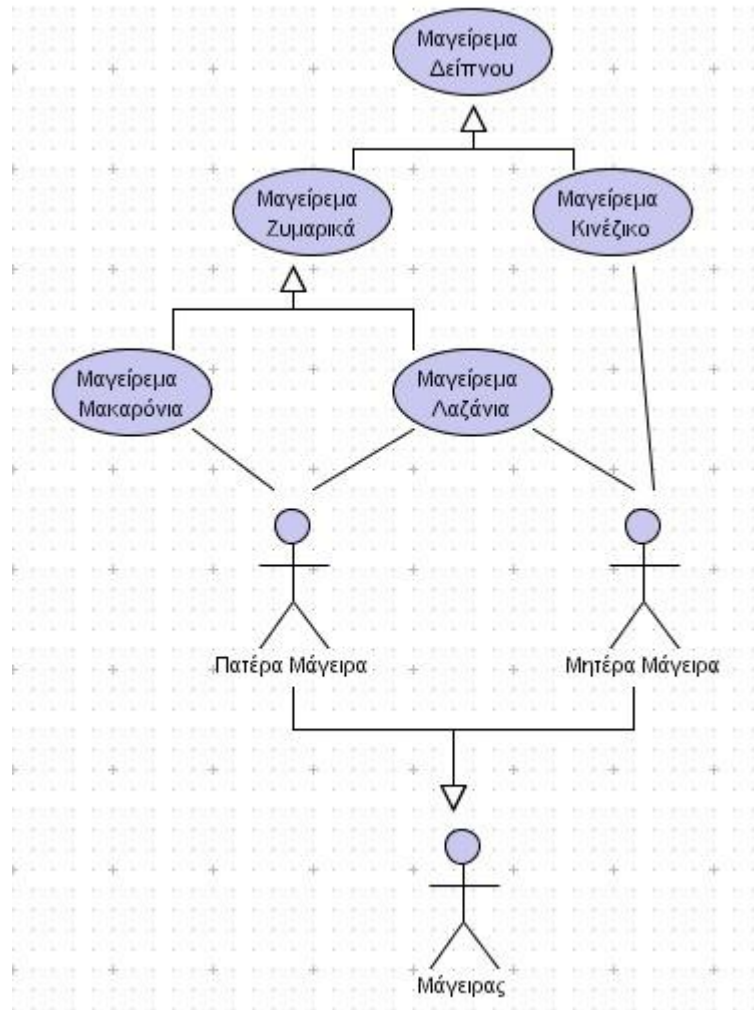 Μαγείρεμα
Δείπνου
Μαγείρεμα
Ζυμαρικά
Μαγείρεμα
Κινέζικο
Μαγείρεμα
Μακαρόνια
Μαγείρεμα
Λαζάνια
Πατέρα Μάγειρα
Μητέρα Μάγειρα
Μάγειρας